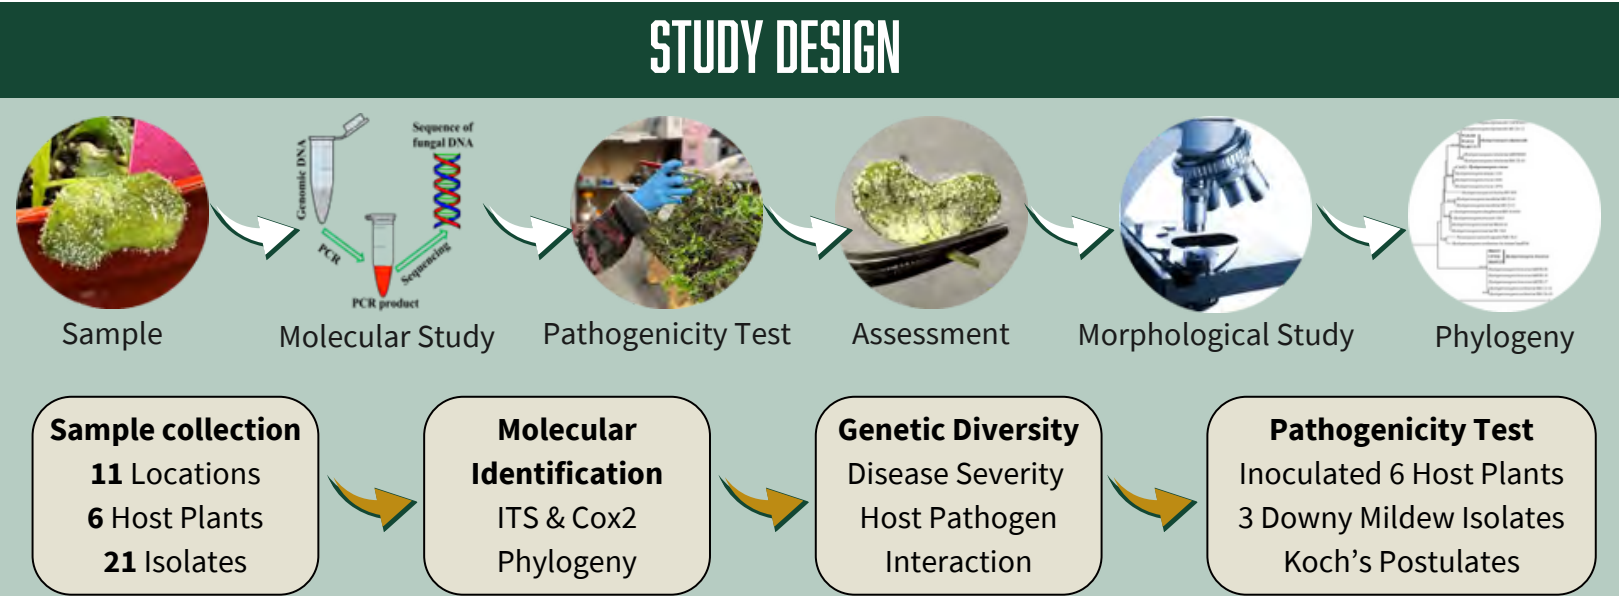 STUDY DESIGN
Genomic DNA
Sequence of
fungal DNA
PCR
Sequencing
PCR product
Sample
Molecular Study
Pathogenicity Test
Assessment
Morphological Study
Phylogeny
Sample collection
11 Locations
6 Host Plants
21 Isolates
Molecular
Identification
ITS & Cox2
Phylogeny
Genetic Diversity
Disease Severity
Host Pathogen
Interaction
Pathogenicity Test
Inoculated 6 Host Plants
3 Downy Mildew Isolates
Koch’s Postulates